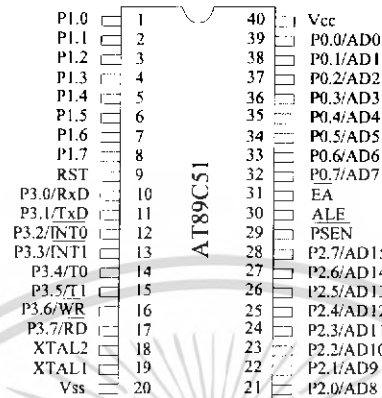 P1.0 1 40 Vcc
P1.1 2 39 P0.0/AD0
P1.2 3 38 P0.1/AD1
P1.3 4 37 P0.2/AD2
P1.4 5 36 P0.3/AD3
P1.5 6 35 P0.4/AD4
P1.6 7 34 P0.5/AD5
P1.7 8 33 P0.6/AD6
RST 9 32 P0.7/AD7
P3.0/RxD 10 31 EA
P3.1/TxD 11 30 ALE
P3.2/INT0 12 29 PSEN
P3.3/INT1 13 28 P2.7/AD15
P3.4/T0 14 27 P2.6/AD14
P3.5/T1 15 26 P2.5/AD13
P3.6/WR 16 25 P2.4/AD12
P3.7/RD 17 24 P2.3/AD11
XTAL2 18 23 P2.2/AD10
XTAL1 19 22 P2.1/AD9
Vss 20 21 P2.0/AD8
AT89C51